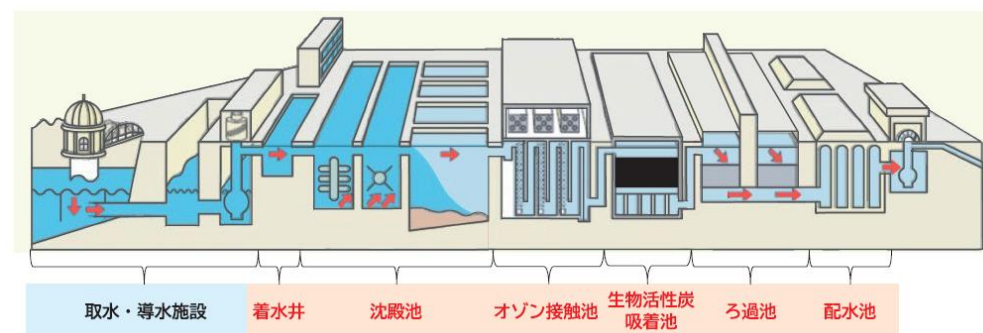 取水・導水施設
着水井
沈殿池
オゾン接触池
生物活性炭
吸着池
ろ過池
配水池